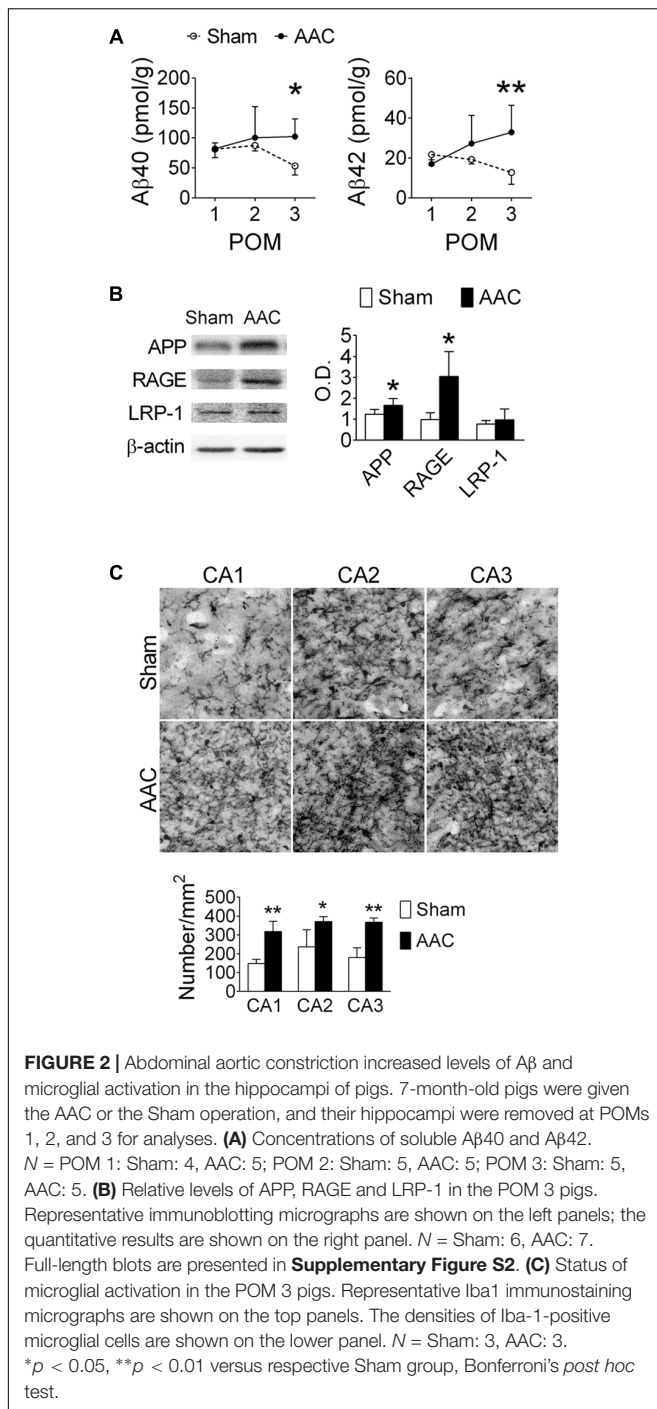 A
Sham AAC
Aβ40 (pmol/g)
200
150
100
50
0
*
1 2 3
POM
Aβ42 (pmol/g)
60
40
20
0
**
1 2 3
POM
B
Sham AAC
APP
RAGE
LRP-1
β-actin
Sham AAC
O.D.
5
4
3
2
1
0
* *
APP RAGE LRP-1
C
CA1 CA2 CA3
Sham
AAC
Number/mm²
500
400
300
200
100
0
** * **
CA1 CA2 CA3
Sham
AAC
FIGURE 2 | Abdominal aortic constriction increased levels of Aβ and
microglial activation in the hippocampi of pigs. 7-month-old pigs were given
the AAC or the Sham operation, and their hippocampi were removed at POMs
1, 2, and 3 for analyses. (A) Concentrations of soluble Aβ40 and Aβ42.
N = POM 1: Sham: 4, AAC: 5; POM 2: Sham: 5, AAC: 5; POM 3: Sham: 5,
AAC: 5. (B) Relative levels of APP, RAGE and LRP-1 in the POM 3 pigs.
Representative immunoblotting micrographs are shown on the left panels; the
quantitative results are shown on the right panel. N = Sham: 6, AAC: 7.
Full-length blots are presented in Supplementary Figure S2. (C) Status of
microglial activation in the POM 3 pigs. Representative Iba1 immunostaining
micrographs are shown on the top panels. The densities of Iba-1-positive
microglial cells are shown on the lower panel. N = Sham: 3, AAC: 3.
*p < 0.05, **p < 0.01 versus respective Sham group, Bonferroni's post hoc
test.